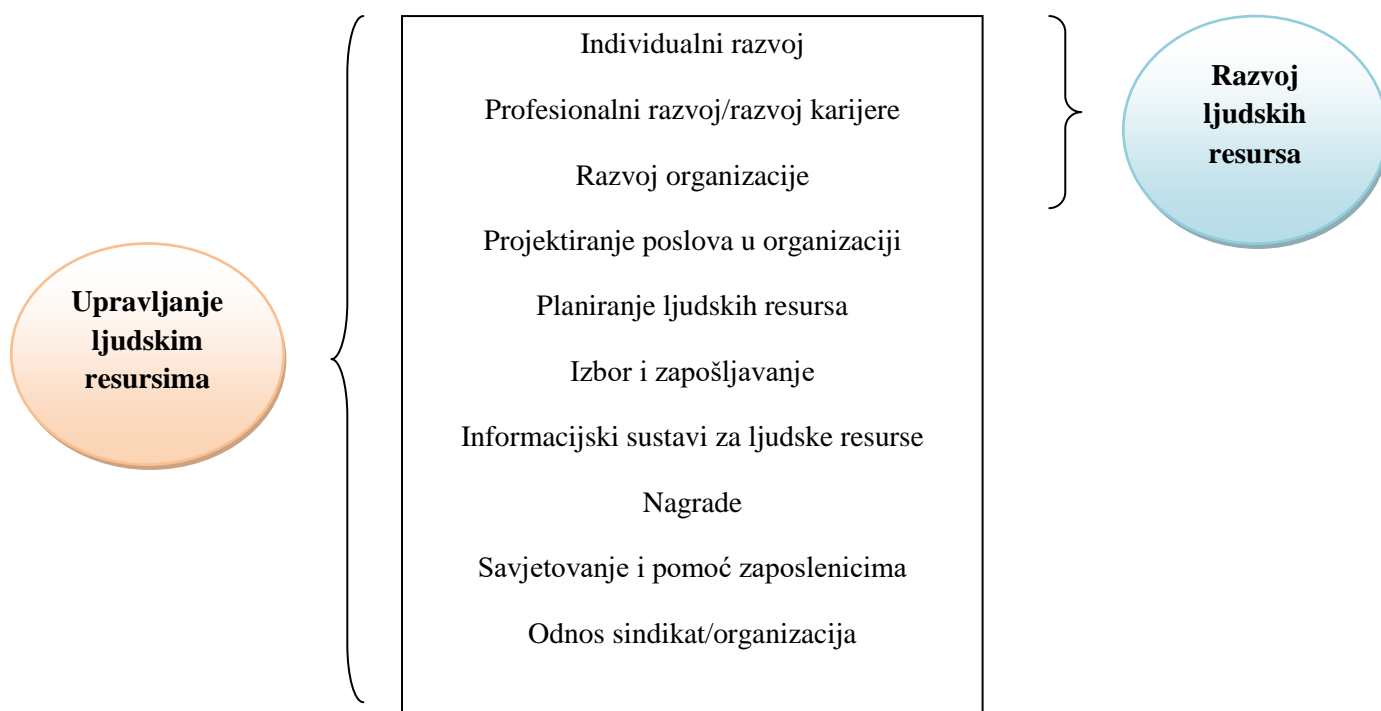 Individualni razvoj
Profesionalni razvoj/razvoj karijere
Razvoj organizacije
Projektiranje poslova u organizaciji
Planiranje ljudskih resursa
Izbor i zapošljavanje
Informacijski sustavi za ljudske resurse
Nagrade
Savjetovanje i pomoć zaposlenicima
Odnos sindikat/organizacija
Upravljanje
ljudskim
resursima
Razvoj
ljudskih
resursa